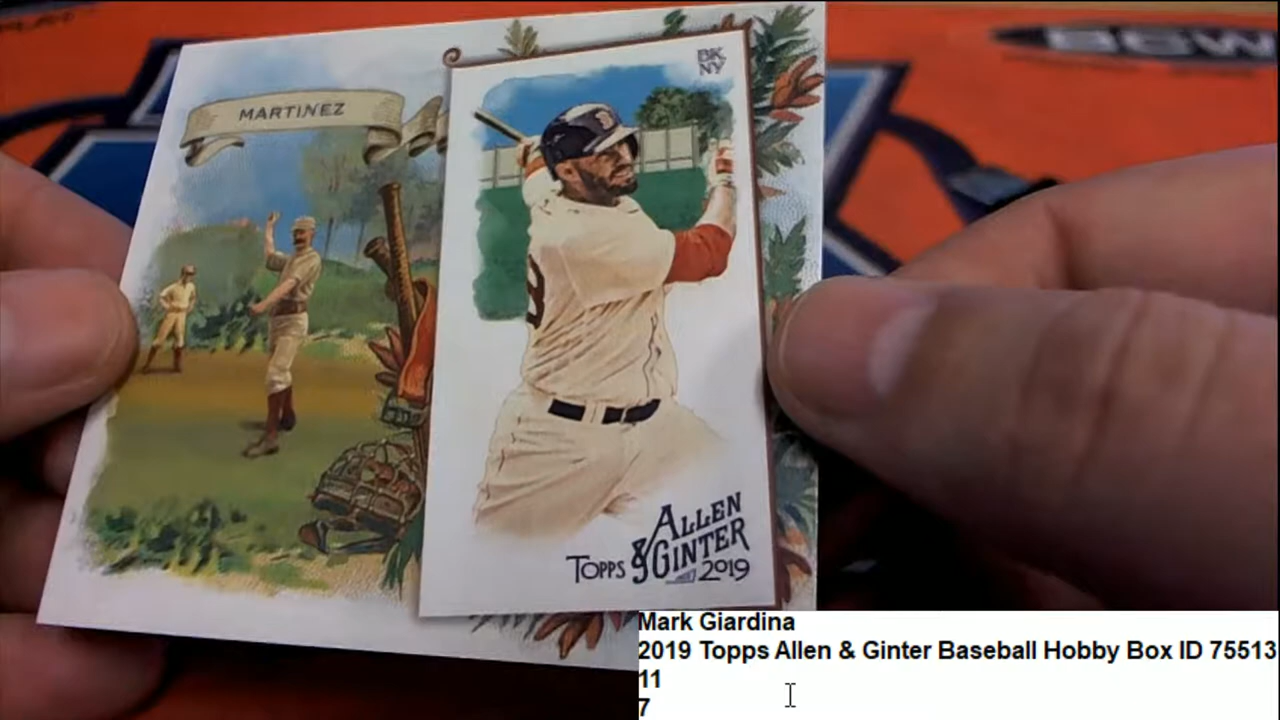 MARTINEZ
BK
NY
B
TOPPS ALLEN & GINTER 2019
Mark Giardina
2019 Topps Allen & Ginter Baseball Hobby Box ID 75513
11
7